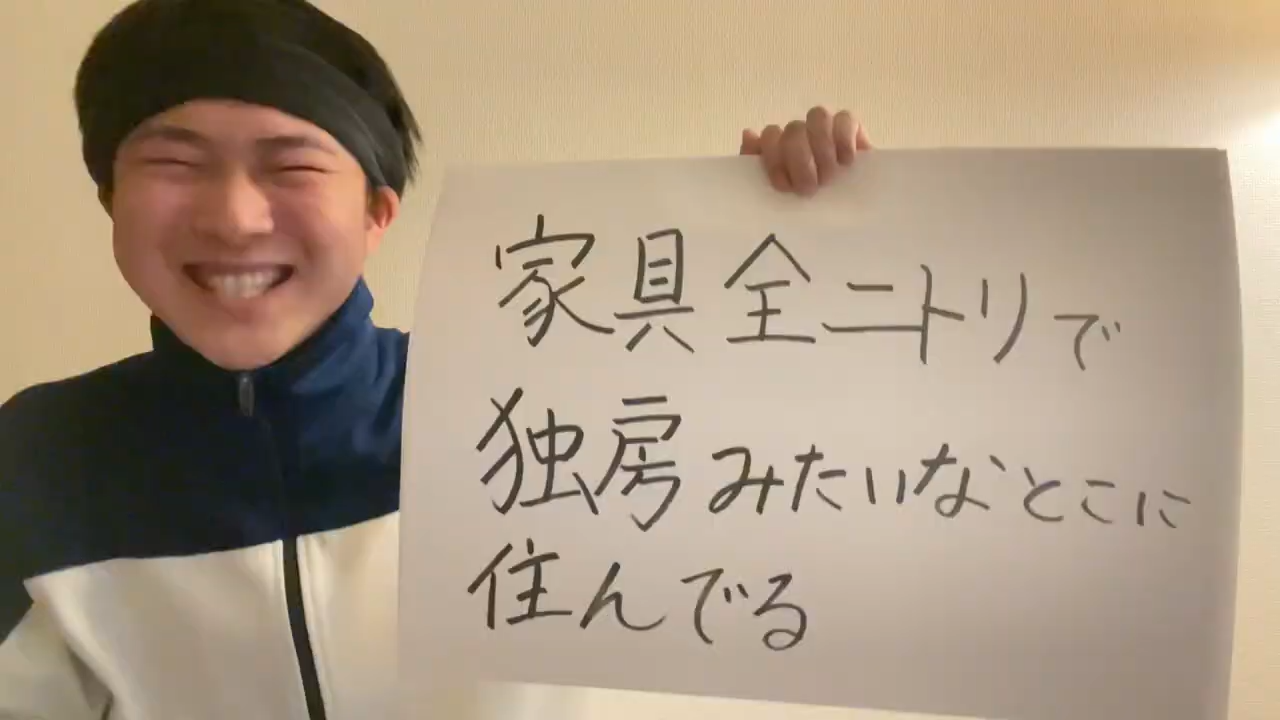 家具全ニトリで
独房みたいなとこに
住んでる